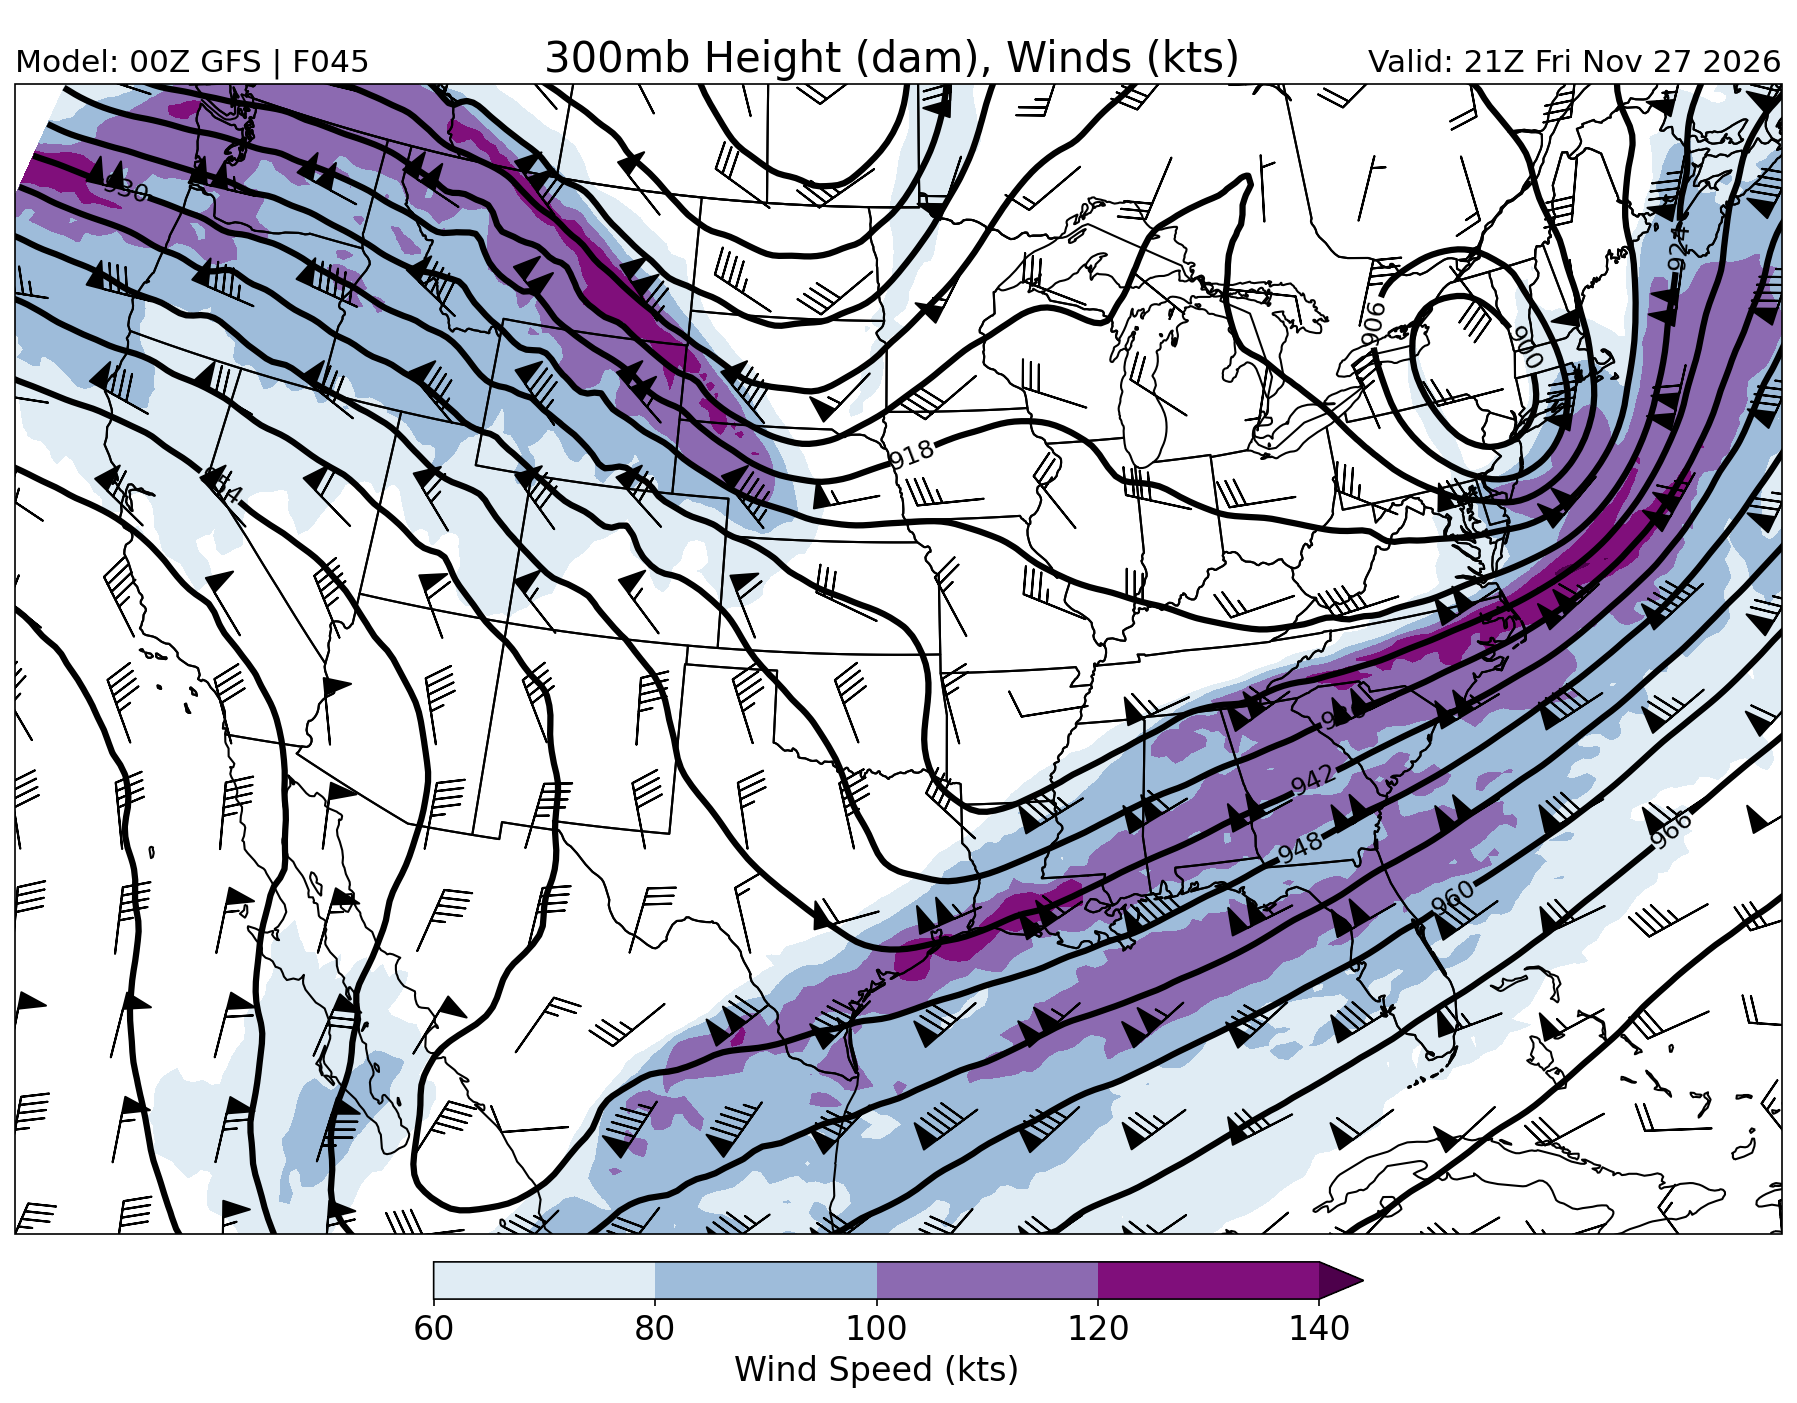 Model: 00Z GFS | F045
300mb Height (dam), Winds (kts)
Valid: 21Z Fri Nov 27 2026
930
924
906
900
918
942
948
966
960
60 80 100 120 140
Wind Speed (kts)